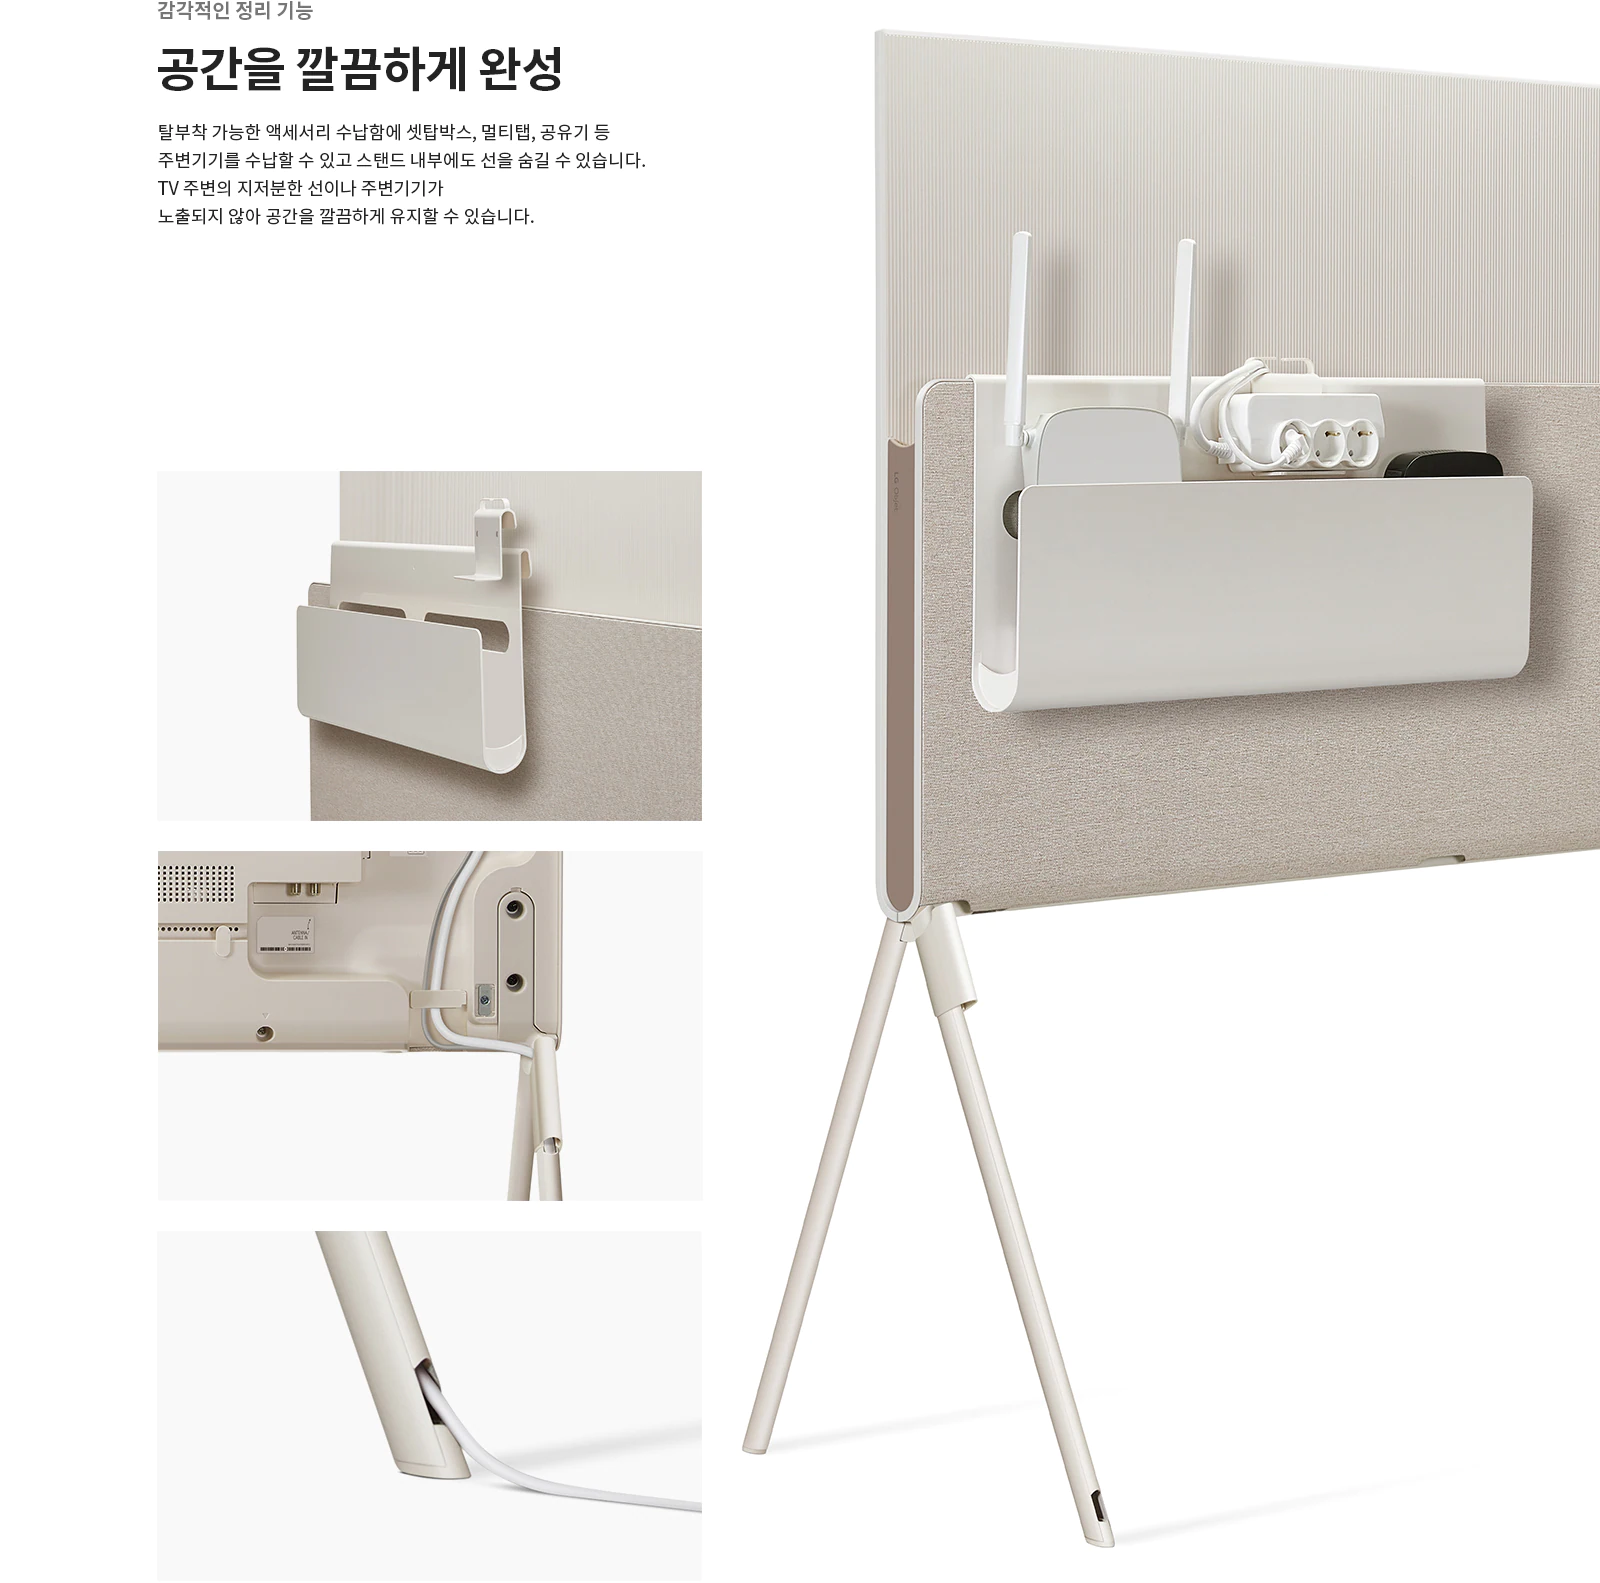 감각적인 정리 기능
공간을 깔끔하게 완성
탈부착 가능한 액세서리 수납함에 셋탑박스, 멀티탭, 공유기 등
주변기기를 수납할 수 있고 스탠드 내부에도 선을 숨길 수 있습니다.
TV 주변의 지저분한 선이나 주변기기가
노출되지 않아 공간을 깔끔하게 유지할 수 있습니다.
ANTENNA /
CABLE IN